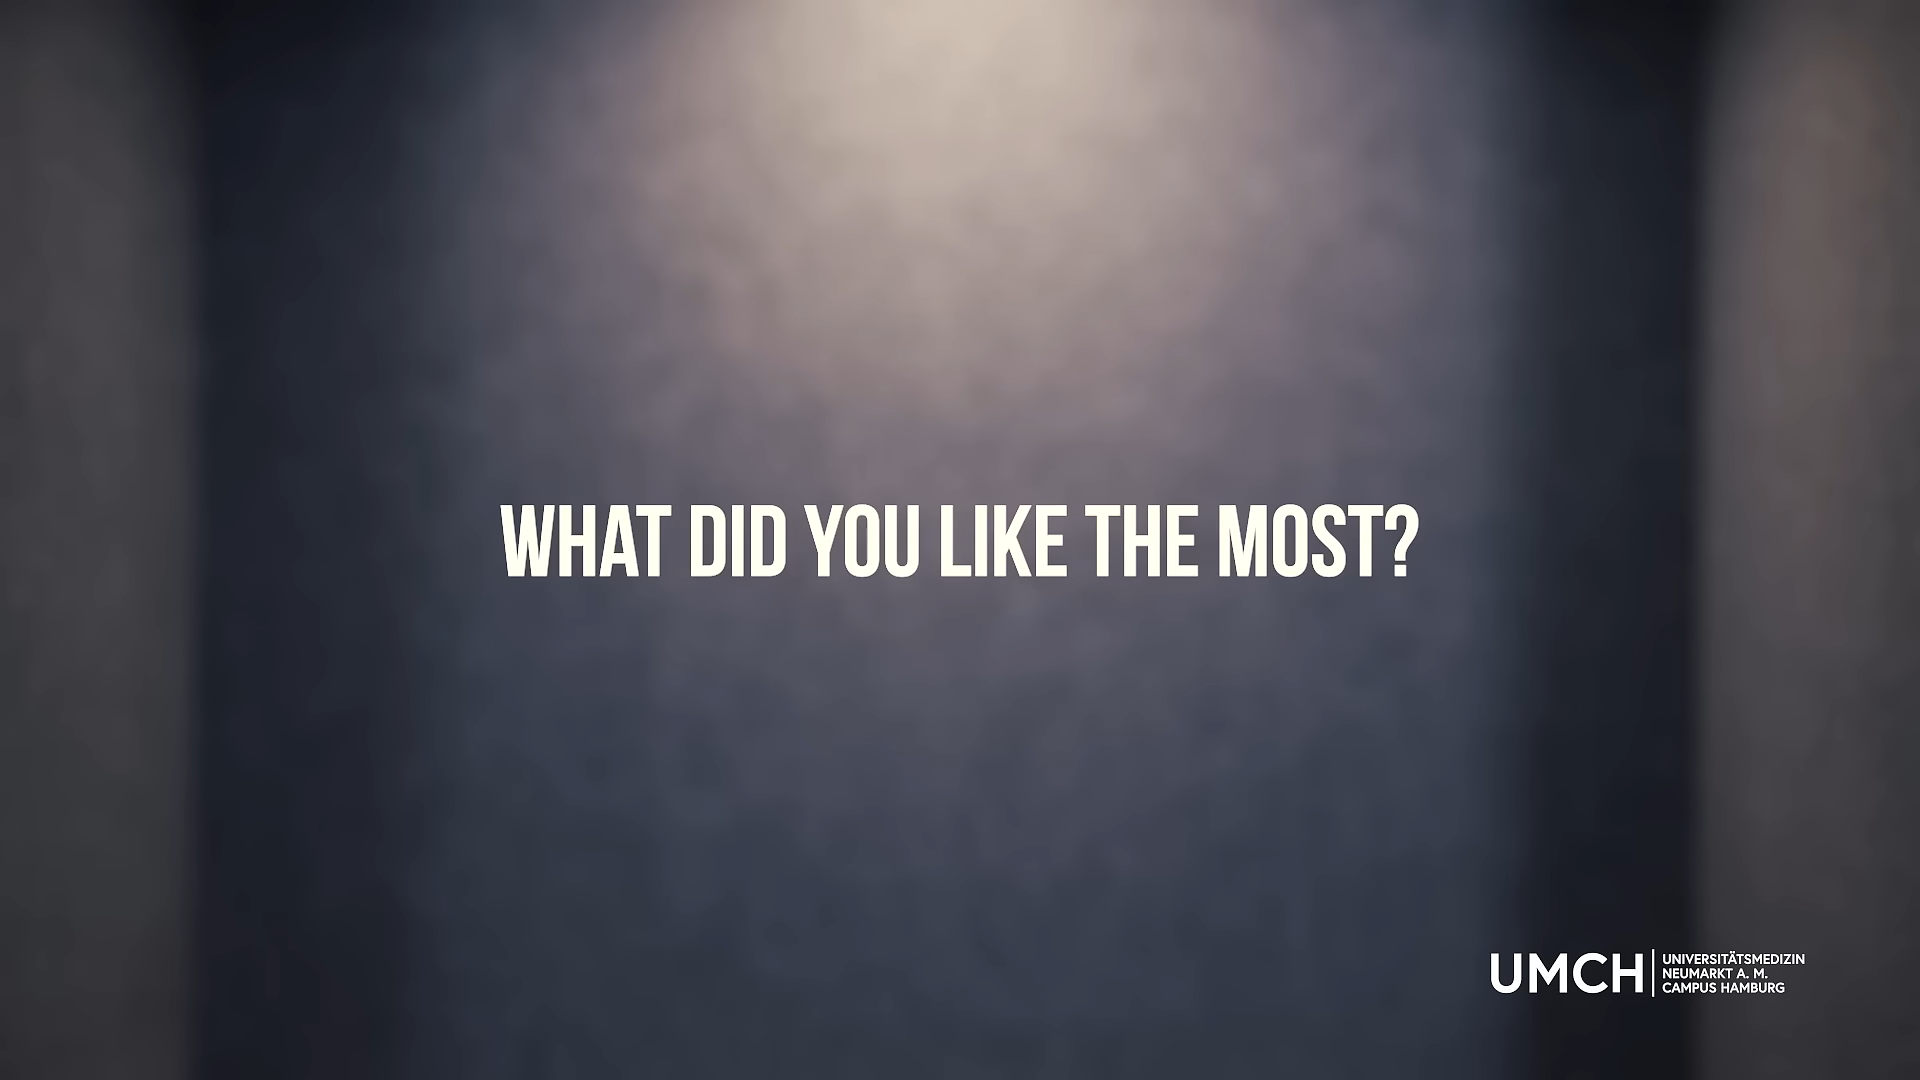 WHAT DID YOU LIKE THE MOST?
UMCH
UNIVERSITÄTSMEDIZIN
NEUMARKT A. M.
CAMPUS HAMBURG